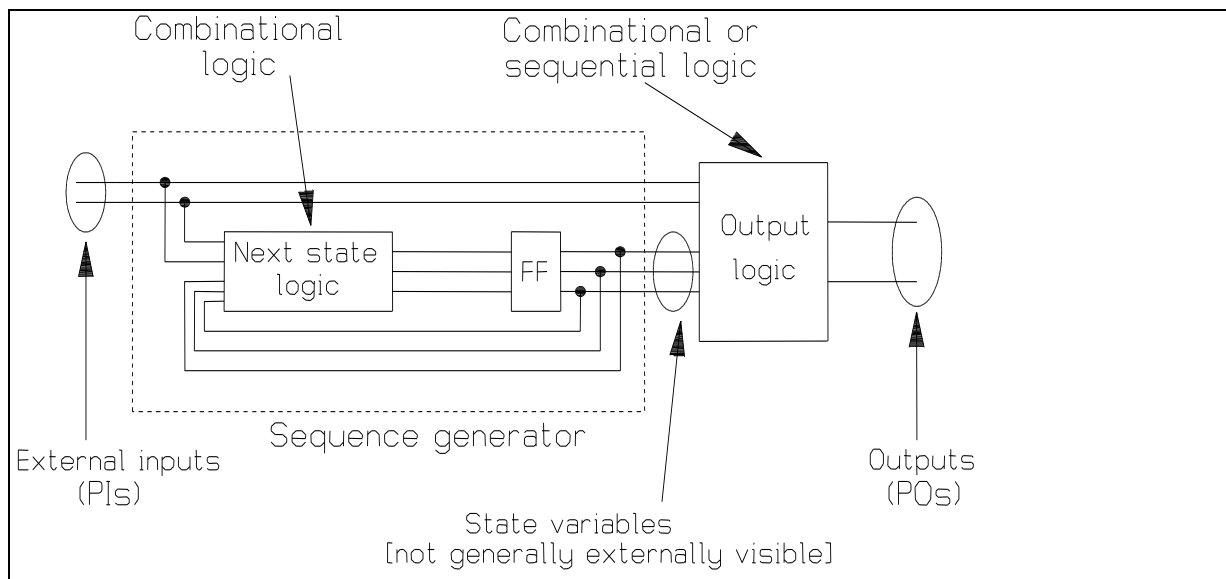 Combinational
logic
Combinational or
sequential logic
Output
logic
Next state
logic
FF
Sequence generator
External inputs
(PIs)
Outputs
(POs)
State variables
[not generally externally visible]